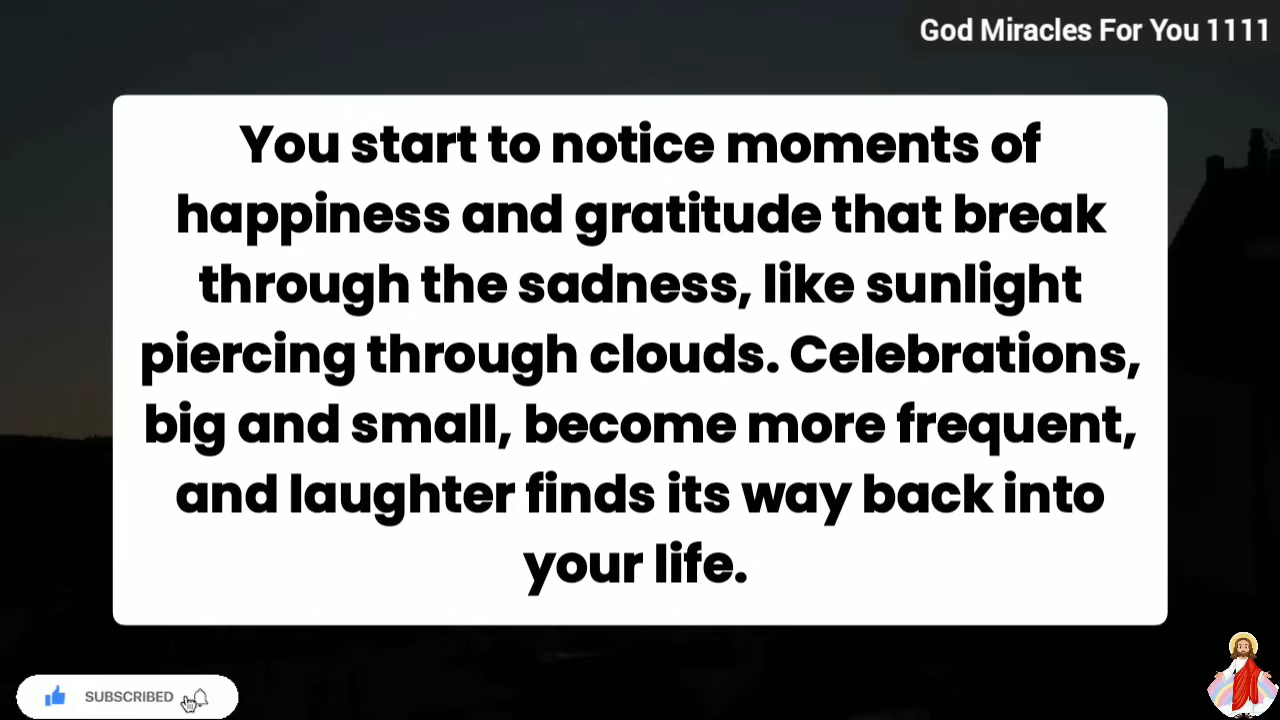 God Miracles For You 1111
You start to notice moments of
happiness and gratitude that break
through the sadness, like sunlight
piercing through clouds. Celebrations,
big and small, become more frequent,
and laughter finds its way back into
your life.
SUBSCRIBED